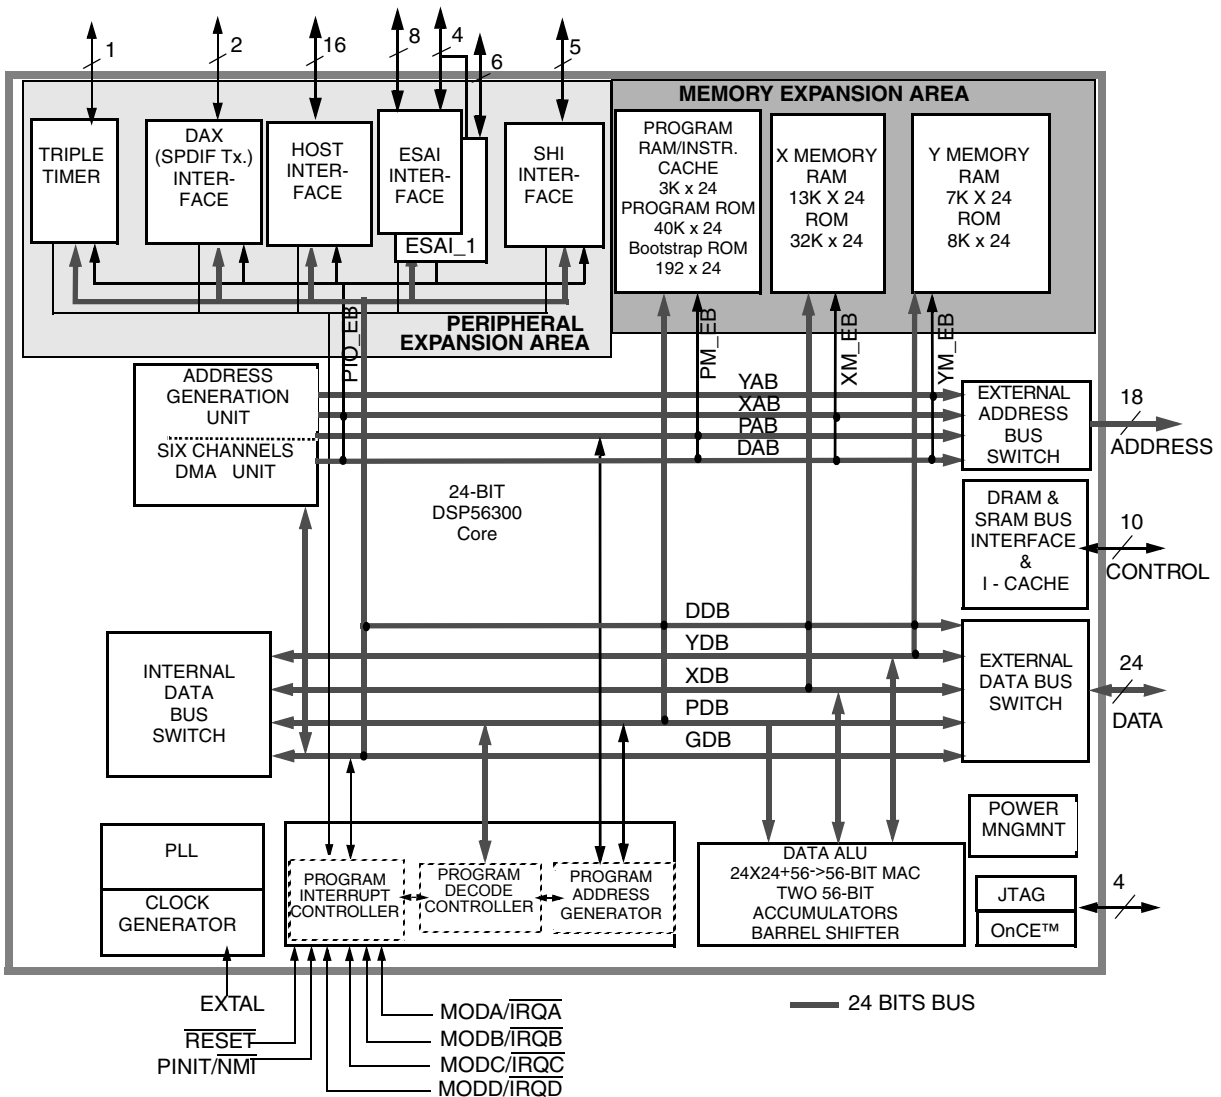 1
2
16
8
4
6
5
MEMORY EXPANSION AREA
TRIPLE
TIMER
DAX
(SPDIF Tx.)
INTER-
FACE
HOST
INTER-
FACE
ESAI
INTER-
FACE
ESAI_1
SHI
INTER-
FACE
PROGRAM
RAM/INSTR.
CACHE
3K x 24
PROGRAM ROM
40K x 24
Bootstrap ROM
192 x 24
X MEMORY
RAM
13K X 24
ROM
32K x 24
Y MEMORY
RAM
7K X 24
ROM
8K x 24
PERIPHERAL
EXPANSION AREA
PIO_EB
PM_EB
XM_EB
YM_EB
ADDRESS
GENERATION
UNIT
SIX CHANNELS
DMA UNIT
YAB
XAB
PAB
DAB
EXTERNAL
ADDRESS
BUS
SWITCH
18
ADDRESS
24-BIT
DSP56300
Core
DRAM &
SRAM BUS
INTERFACE
&
I - CACHE
10
CONTROL
DDB
YDB
XDB
PDB
GDB
INTERNAL
DATA
BUS
SWITCH
EXTERNAL
DATA BUS
SWITCH
24
DATA
PLL
CLOCK
GENERATOR
PROGRAM
INTERRUPT
CONTROLLER
PROGRAM
DECODE
CONTROLLER
PROGRAM
ADDRESS
GENERATOR
DATA ALU
24X24+56->56-BIT MAC
TWO 56-BIT
ACCUMULATORS
BARREL SHIFTER
POWER
MNGMNT
JTAG
OnCE™
4
EXTAL
RESET
PINIT/NMI
MODA/IRQA
MODB/IRQB
MODC/IRQC
MODD/IRQD
24 BITS BUS